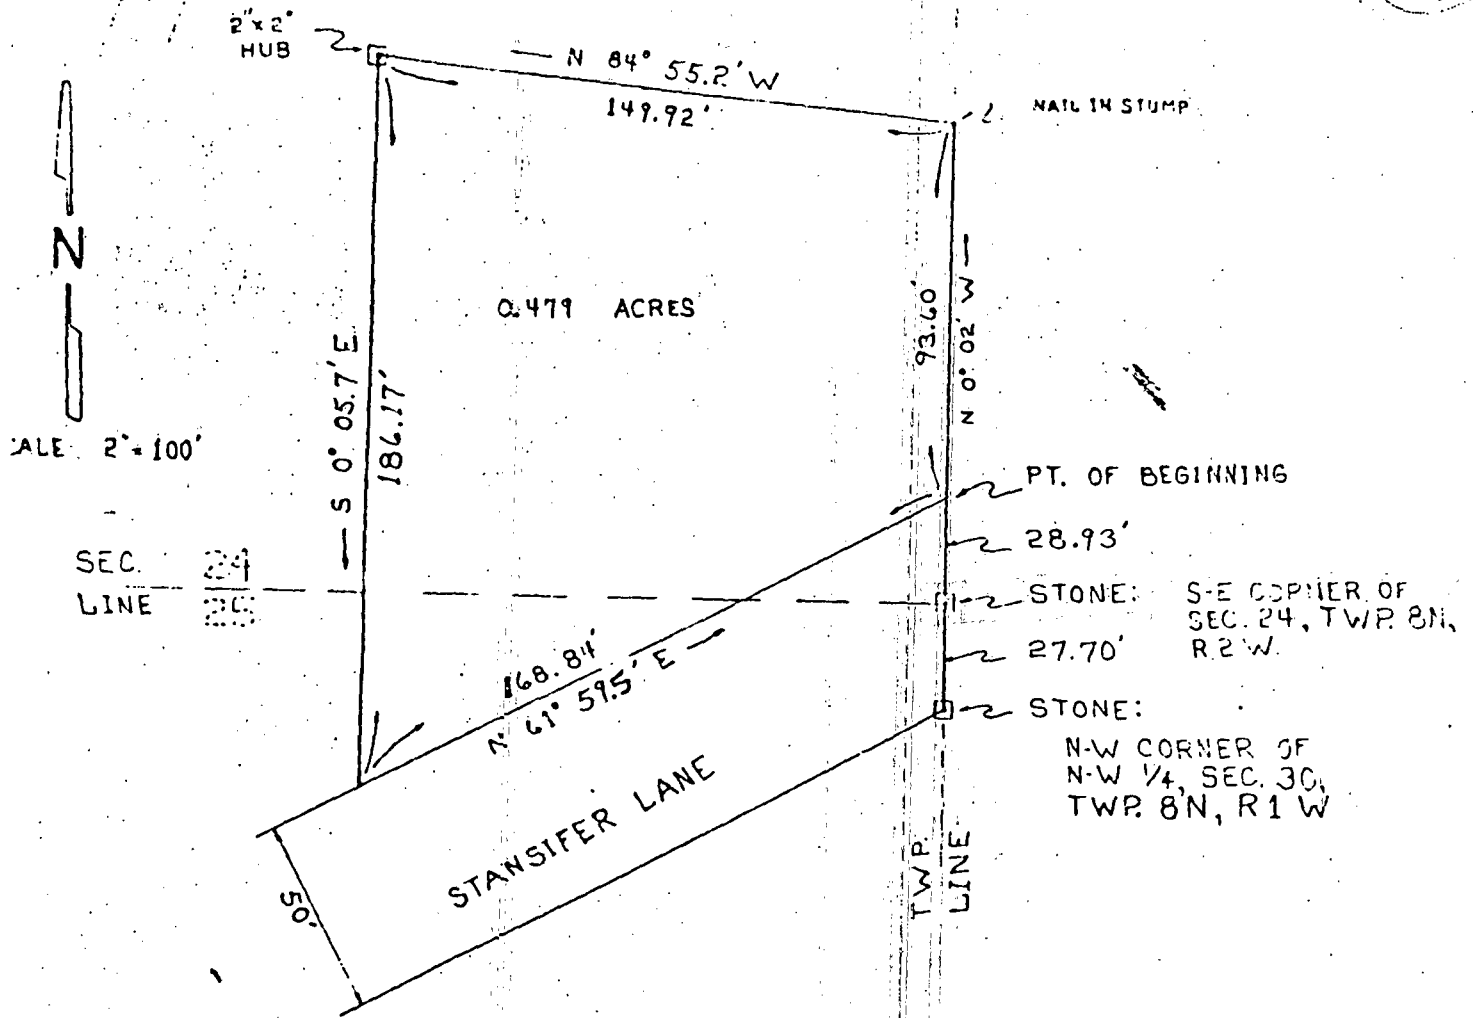 2"x2"
HUB
N 84° 55.2' W
149.92'
NAIL IN STUMP
N
0.479 ACRES
93.60'
N 0° 02' W
S 0° 05.7' E
186.17'
2"=100'
PT. OF BEGINNING
28.93'
SEC. 24
LINE
STONE: S-E CORNER OF
SEC. 24, TWP. 8N,
R.2 W.
27.70'
168.84'
N 61° 59.5' E
STONE:
N-W CORNER OF
N-W 1/4, SEC. 30,
TWP. 8N, R 1 W
STANSIFER LANE
50'
TWP.
LINE